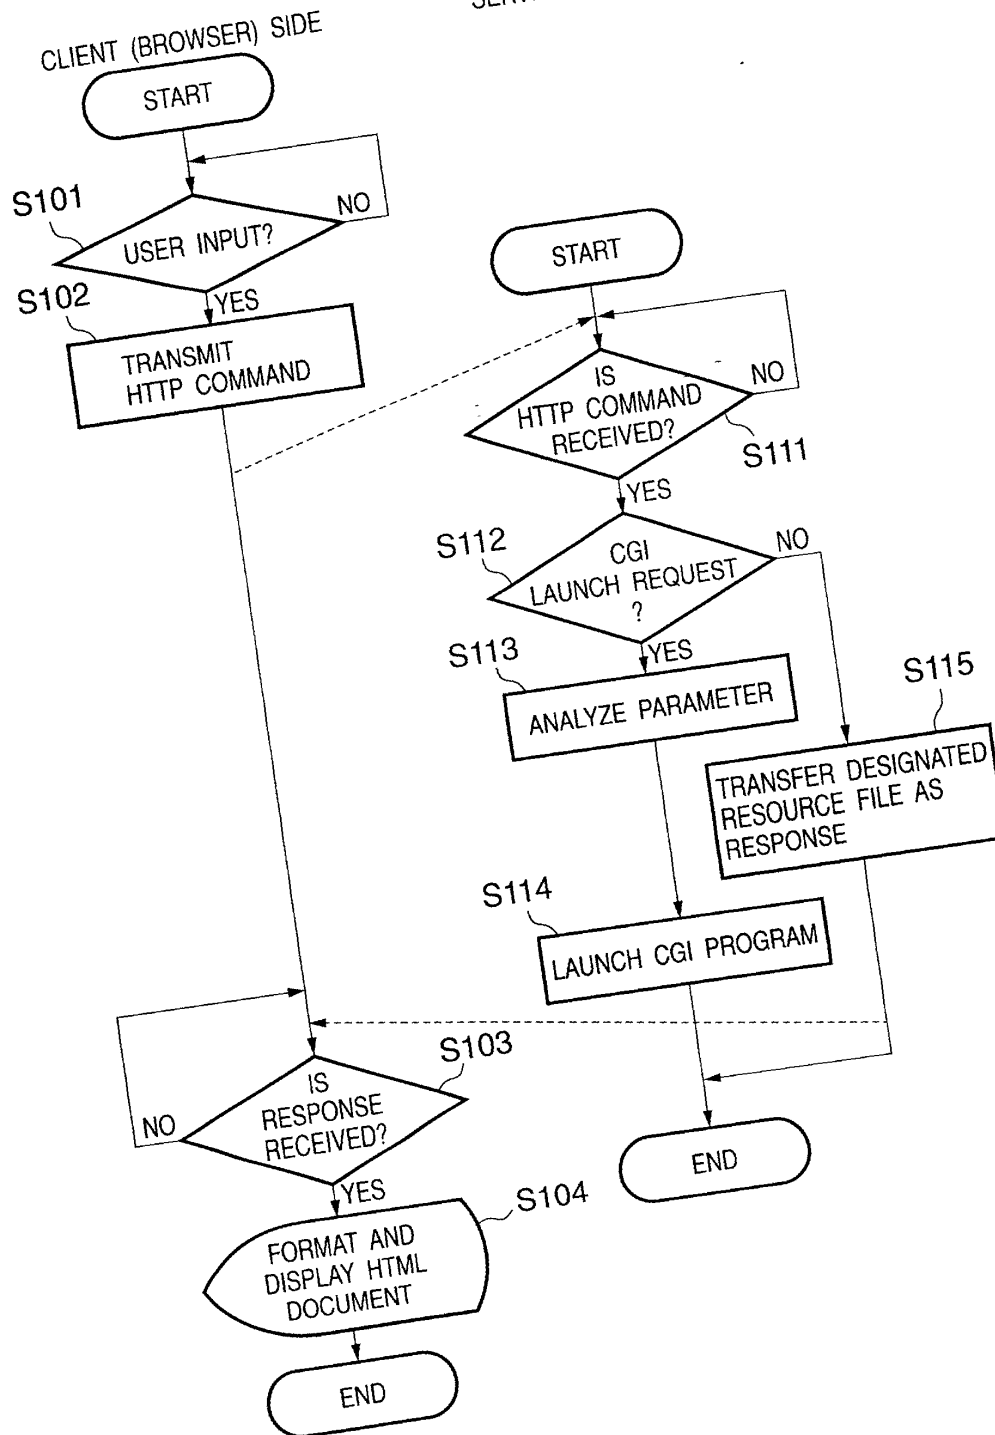 CLIENT (BROWSER) SIDE
START
S101
USER INPUT?
NO
YES
S102
TRANSMIT
HTTP COMMAND
START
IS
HTTP COMMAND
RECEIVED?
NO
S111
YES
S112
CGI
LAUNCH REQUEST
?
NO
YES
S113
ANALYZE PARAMETER
S115
TRANSFER DESIGNATED
RESOURCE FILE AS
RESPONSE
S114
LAUNCH CGI PROGRAM
S103
IS
RESPONSE
RECEIVED?
NO
YES
END
S104
FORMAT AND
DISPLAY HTML
DOCUMENT
END